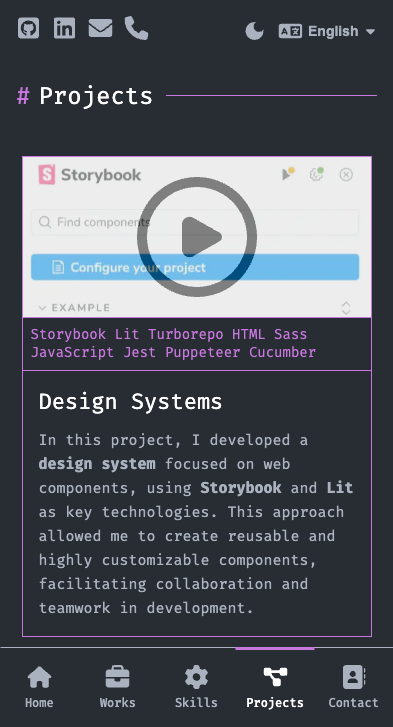 English
# Projects
Storybook
Find components
Configure your project
EXAMPLE
Storybook Lit Turborepo HTML Sass
JavaScript Jest Puppeteer Cucumber
Design Systems
In this project, I developed a
design system focused on web
components, using Storybook and Lit
as key technologies. This approach
allowed me to create reusable and
highly customizable components,
facilitating collaboration and
teamwork in development.
Home Works Skills Projects Contact